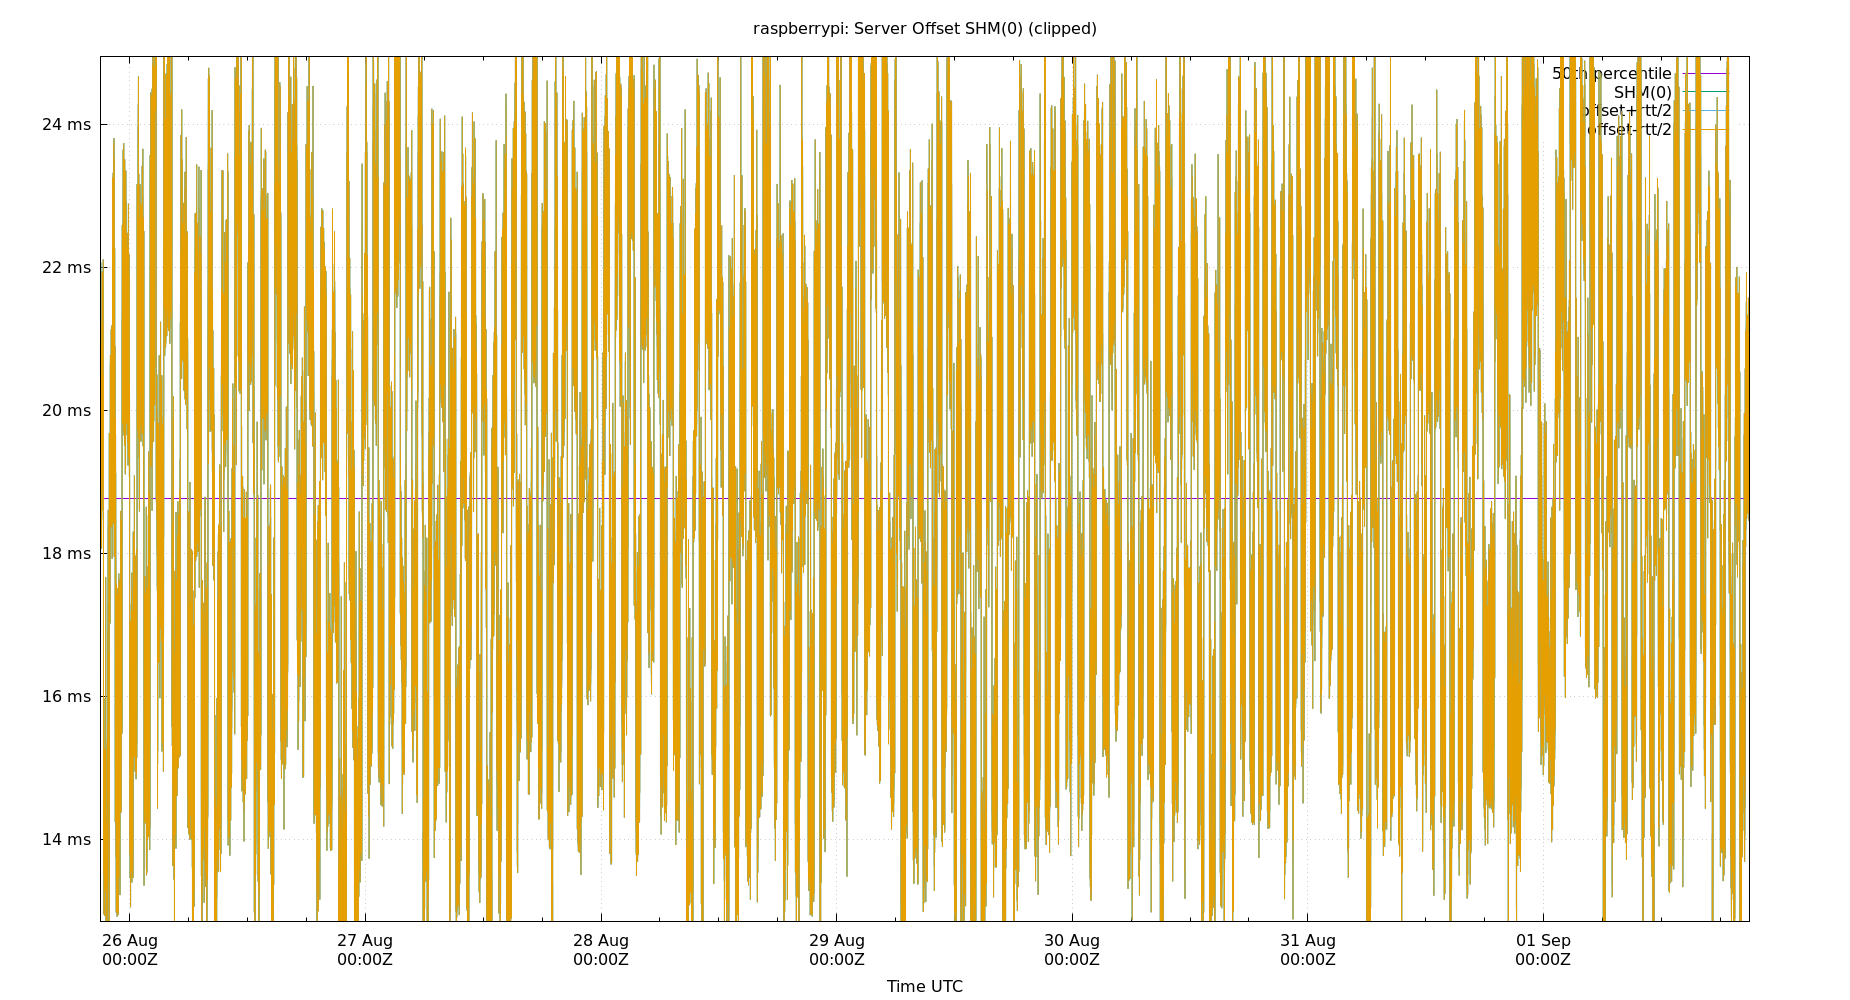 raspberrypi: Server Offset SHM(0) (clipped)
50th percentile
SHM(0)
offset+rtt/2
offset-rtt/2
24 ms
22 ms
20 ms
18 ms
16 ms
14 ms
26 Aug 27 Aug 28 Aug 29 Aug 30 Aug 31 Aug 01 Sep
00:00Z 00:00Z 00:00Z 00:00Z 00:00Z 00:00Z 00:00Z
Time UTC